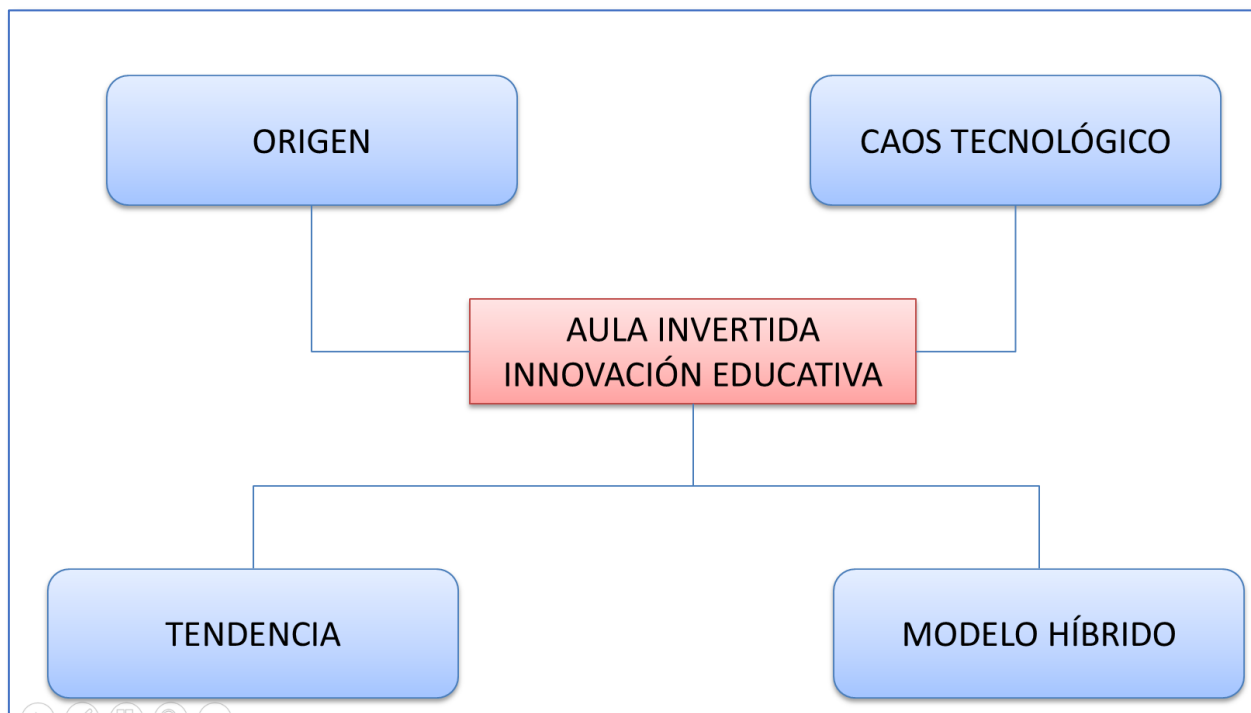 ORIGEN
CAOS TECNOLÓGICO
AULA INVERTIDA
INNOVACIÓN EDUCATIVA
TENDENCIA
MODELO HÍBRIDO